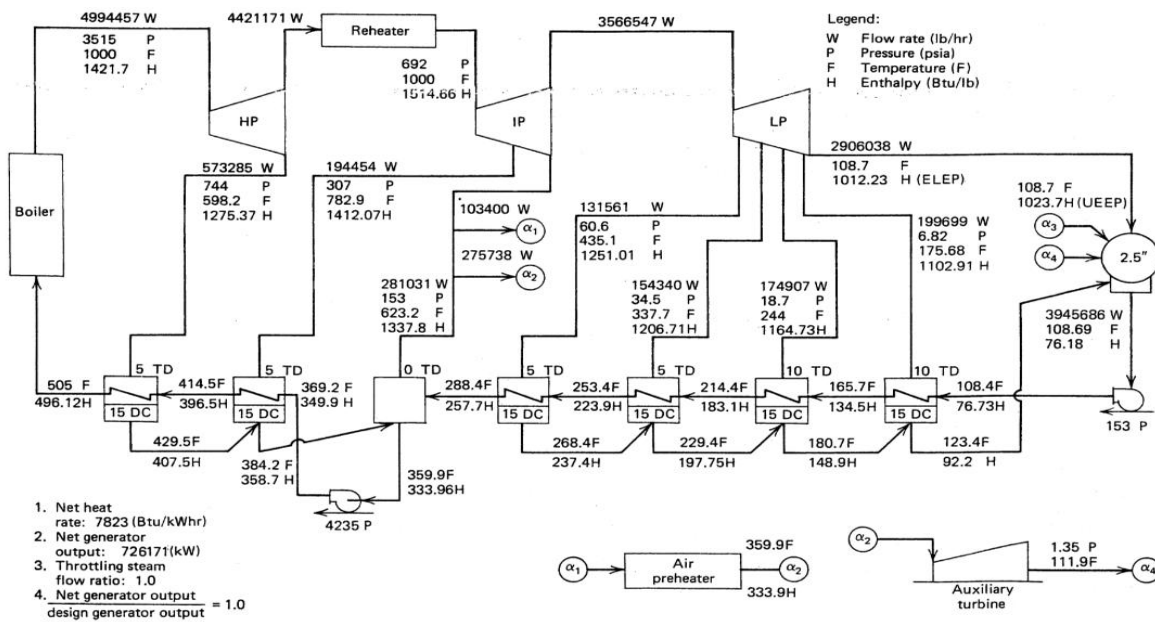 4994457 W
3515 P
1000 F
1421.7 H
4421171 W
Reheater
692 P
1000 F
1514.66 H
3566547 W
Legend:
W Flow rate (lb/hr)
P Pressure (psia)
F Temperature (F)
H Enthalpy (Btu/lb)
HP
IP
LP
Boiler
573285 W
744 P
598.2 F
1275.37 H
194454 W
307 P
782.9 F
1412.07H
103400 W
α1
275738 W
α2
281031 W
153 P
623.2 F
1337.8 H
131561 W
60.6 P
435.1 F
1251.01 H
154340 W
34.5 P
337.7 F
1206.71 H
174907 W
18.7 P
244 F
1164.73H
2906038 W
108.7 F
1012.23 H (ELEP)
199699 W
6.82 P
175.68 F
1102.91 H
108.7 F
1023.7H (UEEP)
α3
α4
2.5"
3945686 W
108.69 F
76.18 H
153 P
505 F
496.12H
5 TD
15 DC
414.5F
396.5H
5 TD
15 DC
369.2 F
349.9 H
0 TD
288.4F
257.7H
5 TD
15 DC
253.4F
223.9H
5 TD
15 DC
214.4F
183.1H
10 TD
15 DC
165.7F
134.5H
10 TD
15 DC
108.4F
76.73H
429.5F
407.5H
384.2 F
358.7 H
359.9F
333.96H
4235 P
268.4F
237.4H
229.4F
197.75H
180.7F
148.9H
123.4F
92.2 H
1. Net heat
rate: 7823 (Btu/kWhr)
2. Net generator
output: 726171(kW)
3. Throttling steam
flow ratio: 1.0
4. Net generator output
design generator output = 1.0
α1
Air
preheater
359.9F
333.9H
α2
α2
Auxiliary
turbine
1.35 P
111.9F
α4